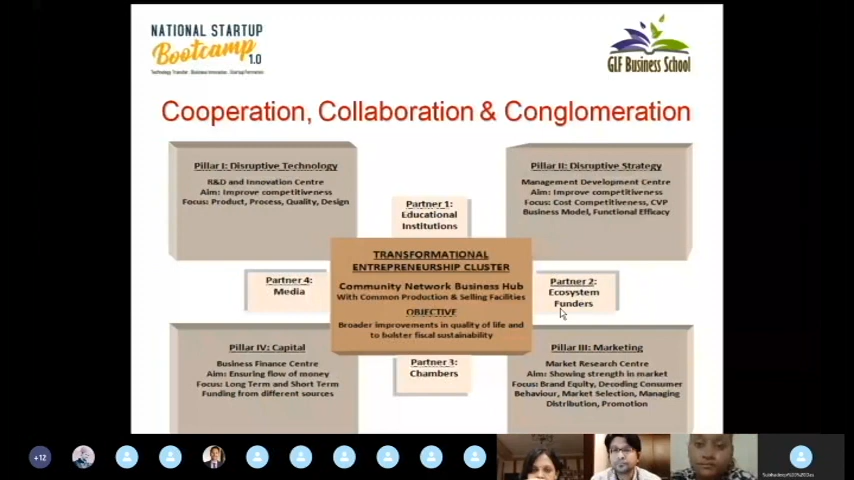 NATIONAL STARTUP
Bootcamp 1.0
Technology Transfer . Business Innovation . Startup Formation
GLF Business School
Cooperation, Collaboration & Conglomeration
Pillar I: Disruptive Technology
R&D and Innovation Centre
Aim: Improve competitiveness
Focus: Product, Process, Quality, Design
Pillar II: Disruptive Strategy
Management Development Centre
Aim: Improve competitiveness
Focus: Cost Competitiveness, CVP
Business Model, Functional Efficacy
Partner 1:
Educational
Institutions
TRANSFORMATIONAL
ENTREPRENEURSHIP CLUSTER
Community Network Business Hub
With Common Production & Selling Facilities
OBJECTIVE
Broader improvements in quality of life and
to bolster fiscal sustainability
Partner 4:
Media
Partner 2:
Ecosystem
Funders
Partner 3:
Chambers
Pillar IV: Capital
Business Finance Centre
Aim: Ensuring flow of money
Focus: Long Term and Short Term
Funding from different sources
Pillar III: Marketing
Market Research Centre
Aim: Showing strength in market
Focus: Brand Equity, Decoding Consumer
Behaviour, Market Selection, Managing
Distribution, Promotion
+12